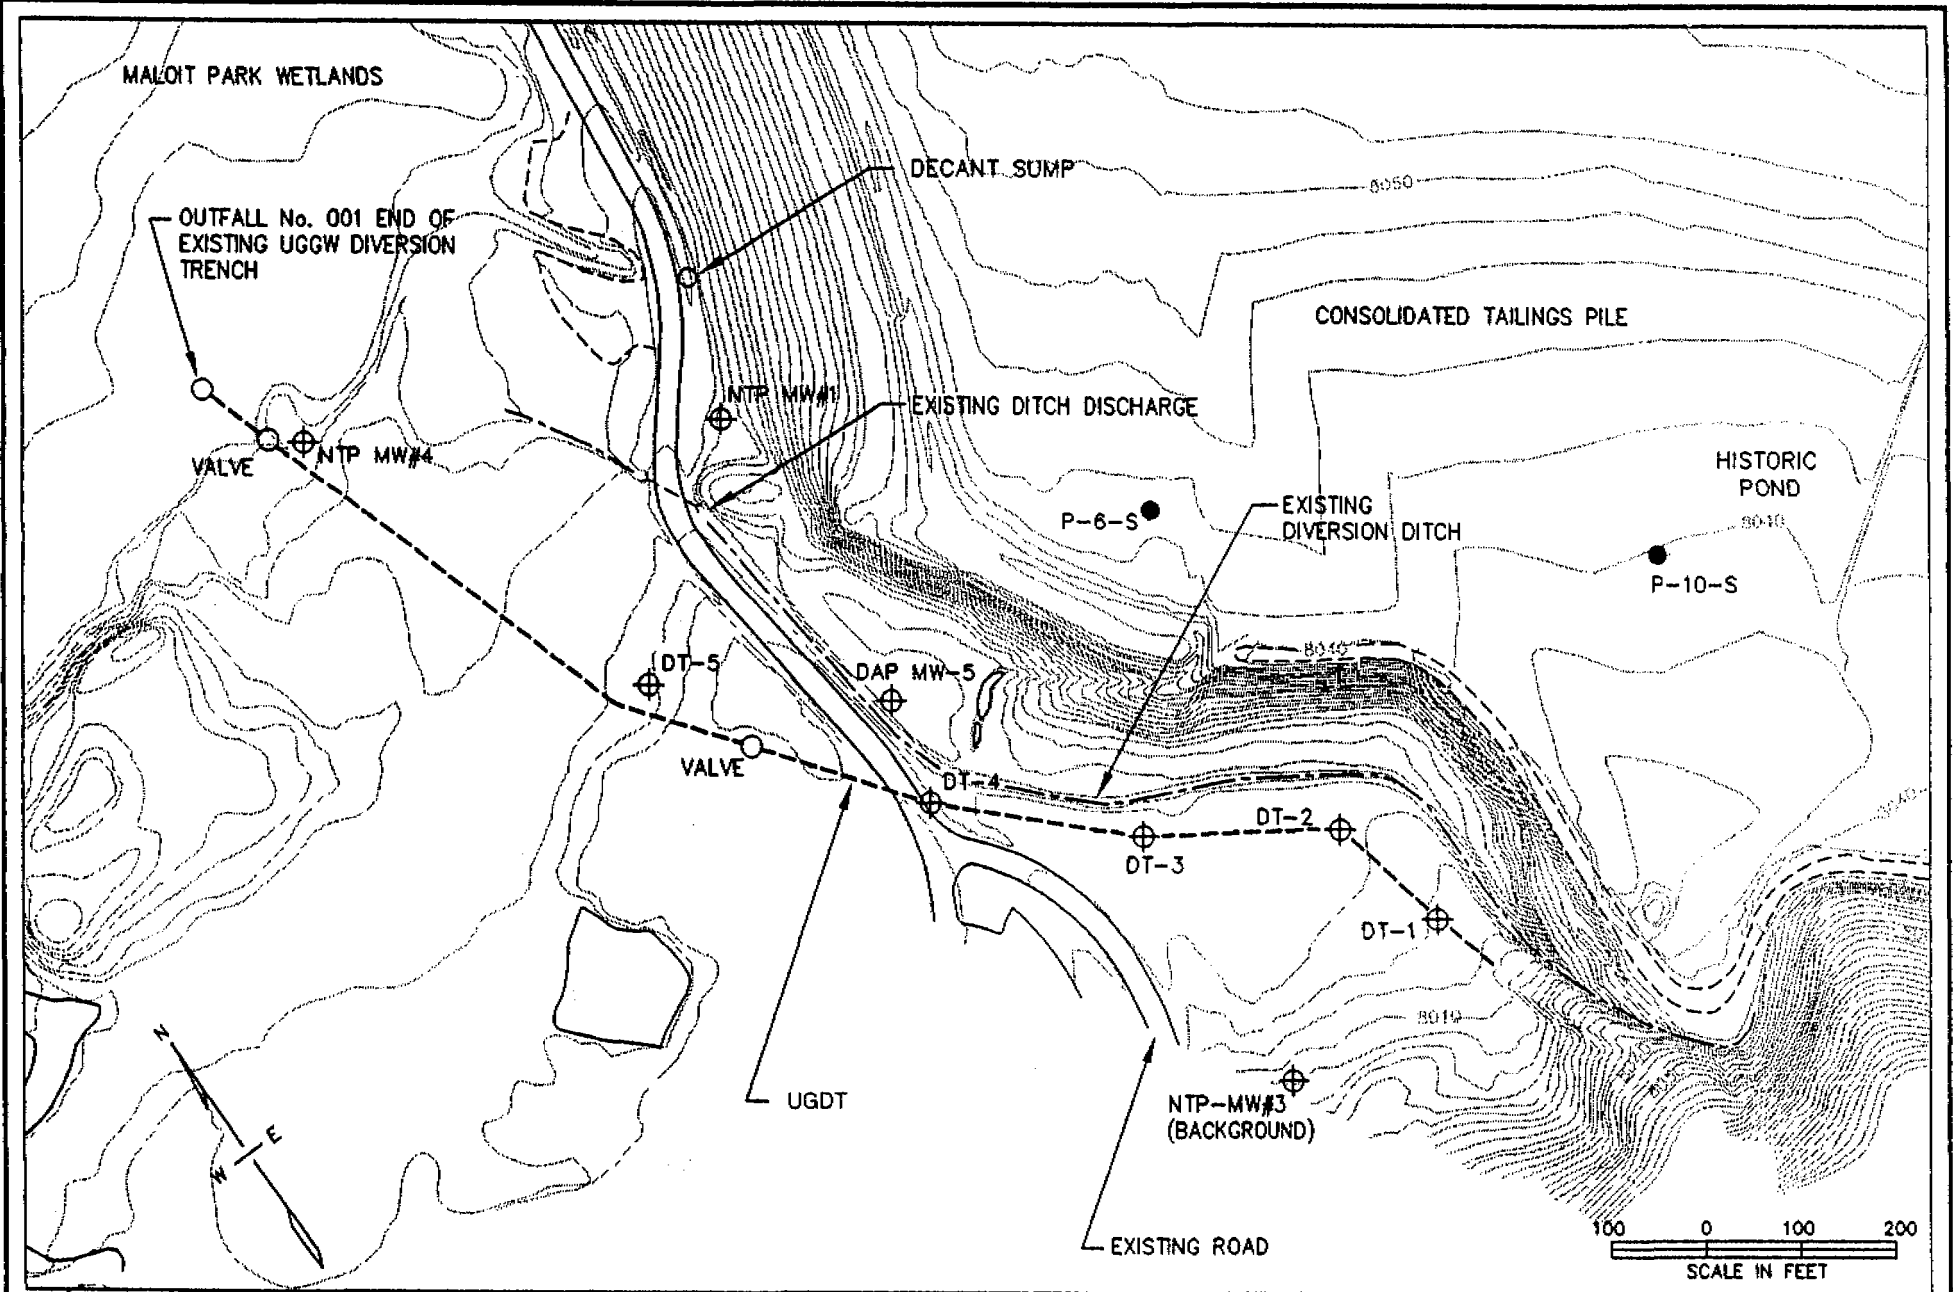 MALOIT PARK WETLANDS
DECANT SUMP
8060
OUTFALL No. 001 END OF
EXISTING UGGW DIVERSION
TRENCH
CONSOLIDATED TAILINGS PILE
NTP MW#1
EXISTING DITCH DISCHARGE
VALVE
NTP MW#4
HISTORIC
POND
8040
P-6-S
EXISTING
DIVERSION DITCH
P-10-S
8040
DT-5
DAP MW-5
VALVE
DT-4
8040
DT-2
DT-3
DT-1
8010
N
E
W
UGDT
NTP-MW#3
(BACKGROUND)
EXISTING ROAD
100 0 100 200
SCALE IN FEET